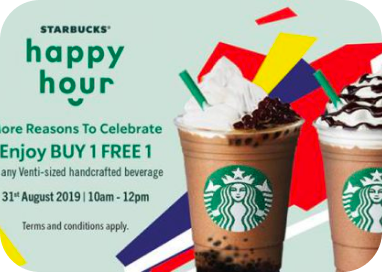 STARBUCKS®
happy
hour
ore Reasons To Celebrate
Enjoy BUY 1 FREE 1
any Venti-sized handcrafted beverage
31st August 2019 | 10am - 12pm
Terms and conditions apply.